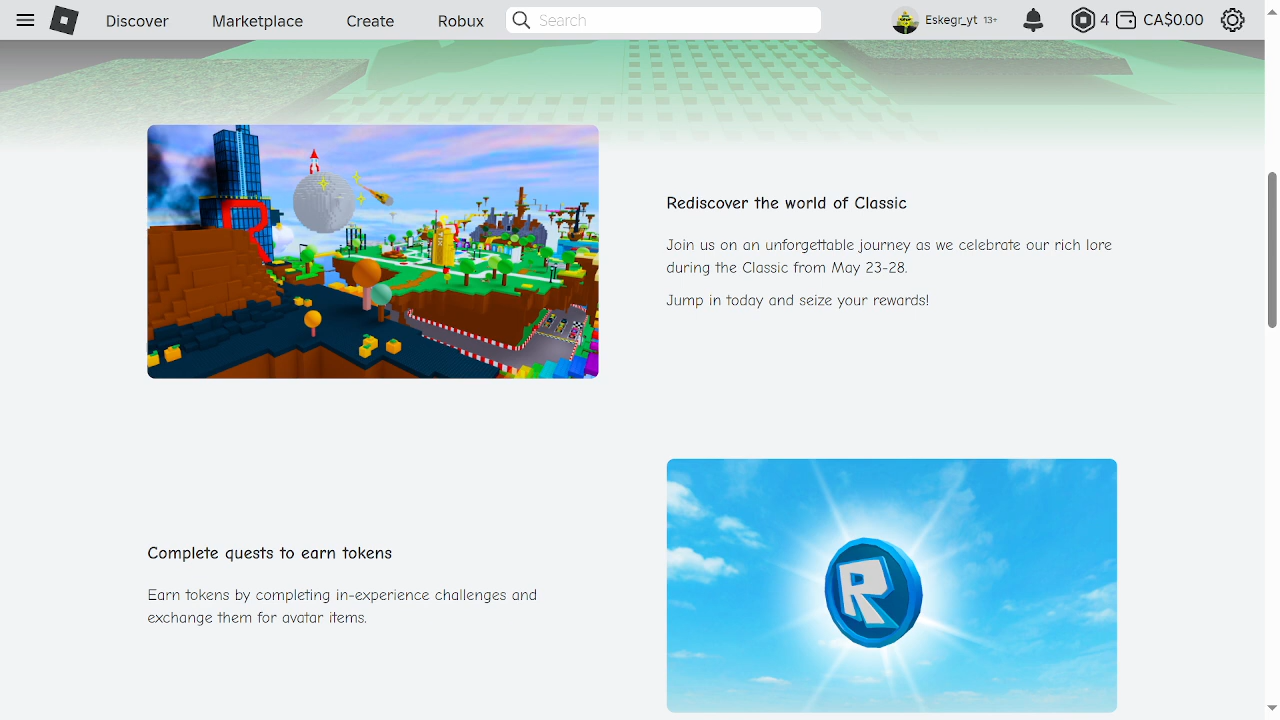 Discover
Marketplace
Create
Robux
Search
Eskegr_yt 13+
4
CA$0.00
R
Rediscover the world of Classic
Join us on an unforgettable journey as we celebrate our rich lore
during the Classic from May 23-28.
Jump in today and seize your rewards!
Complete quests to earn tokens
Earn tokens by completing in-experience challenges and
exchange them for avatar items.
R